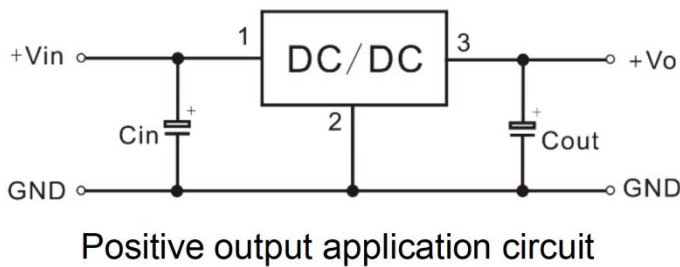 +Vin
1
DC/DC
3
+Vo
+
Cin
2
+
Cout
GND
GND
Positive output application circuit